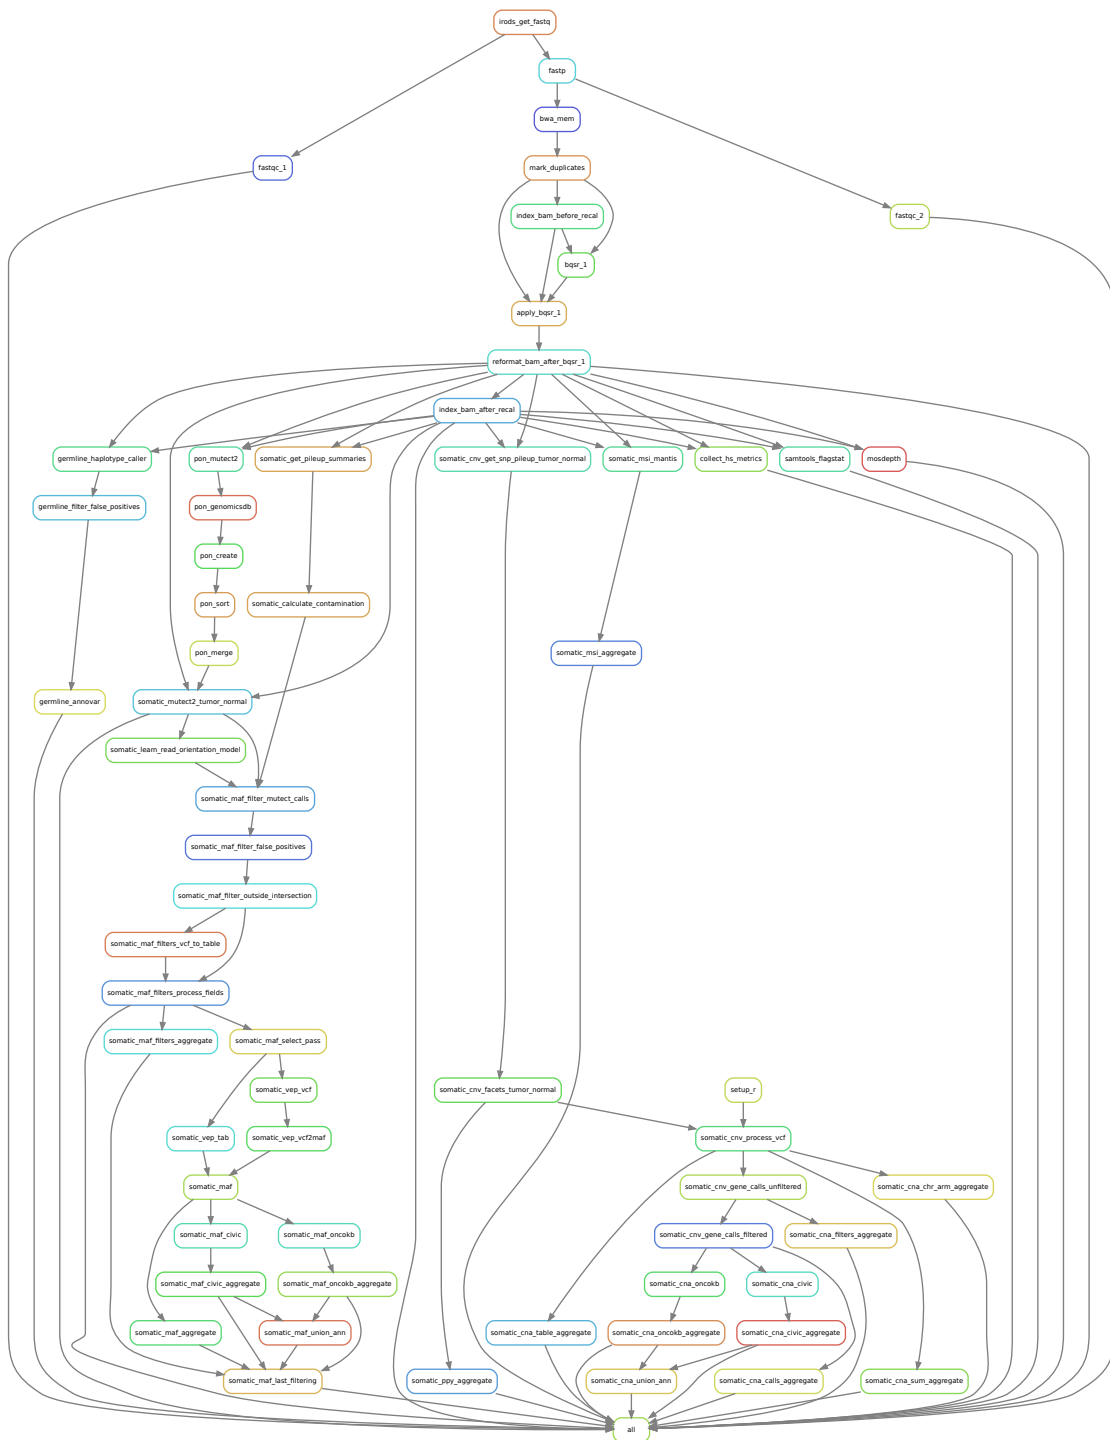 irods_get_fastq
fastp
bwa_mem
fastqc_1
mark_duplicates
index_bam_before_recal
fastqc_2
bqsr_1
apply_bqsr_1
reformat_bam_after_bqsr_1
index_bam_after_recal
germline_haplotype_caller
pon_mutect2
somatic_get_pileup_summaries
somatic_cnv_get_snp_pileup_tumor_normal
somatic_msi_mantis
collect_hs_metrics
samtools_flagstat
mosdepth
germline_filter_false_positives
pon_genomicsdb
pon_create
pon_sort
somatic_calculate_contamination
pon_merge
somatic_msi_aggregate
germline_annovar
somatic_mutect2_tumor_normal
somatic_learn_read_orientation_model
somatic_maf_filter_mutect_calls
somatic_maf_filter_false_positives
somatic_maf_filter_outside_intersection
somatic_maf_filters_vcf_to_table
somatic_maf_filters_process_fields
somatic_maf_filters_aggregate
somatic_maf_select_pass
somatic_vep_vcf
somatic_cnv_facets_tumor_normal
setup_r
somatic_vep_tab
somatic_vep_vcf2maf
somatic_cnv_process_vcf
somatic_maf
somatic_cnv_gene_calls_unfiltered
somatic_cna_chr_arm_aggregate
somatic_maf_civic
somatic_maf_oncokb
somatic_cnv_gene_calls_filtered
somatic_cna_filters_aggregate
somatic_maf_civic_aggregate
somatic_maf_oncokb_aggregate
somatic_cna_oncokb
somatic_cna_civic
somatic_maf_aggregate
somatic_maf_union_ann
somatic_cna_table_aggregate
somatic_cna_oncokb_aggregate
somatic_cna_civic_aggregate
somatic_maf_last_filtering
somatic_ppy_aggregate
somatic_cna_union_ann
somatic_cna_calls_aggregate
somatic_cna_sum_aggregate
all